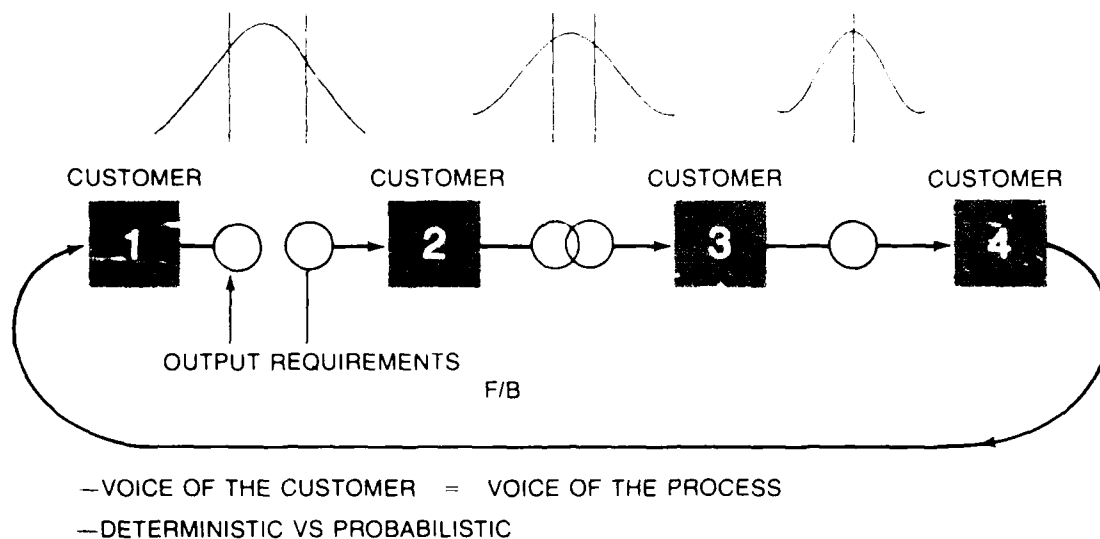 CUSTOMER CUSTOMER CUSTOMER CUSTOMER
1 2 3 4
OUTPUT REQUIREMENTS
F/B
—VOICE OF THE CUSTOMER = VOICE OF THE PROCESS
—DETERMINISTIC VS PROBABILISTIC